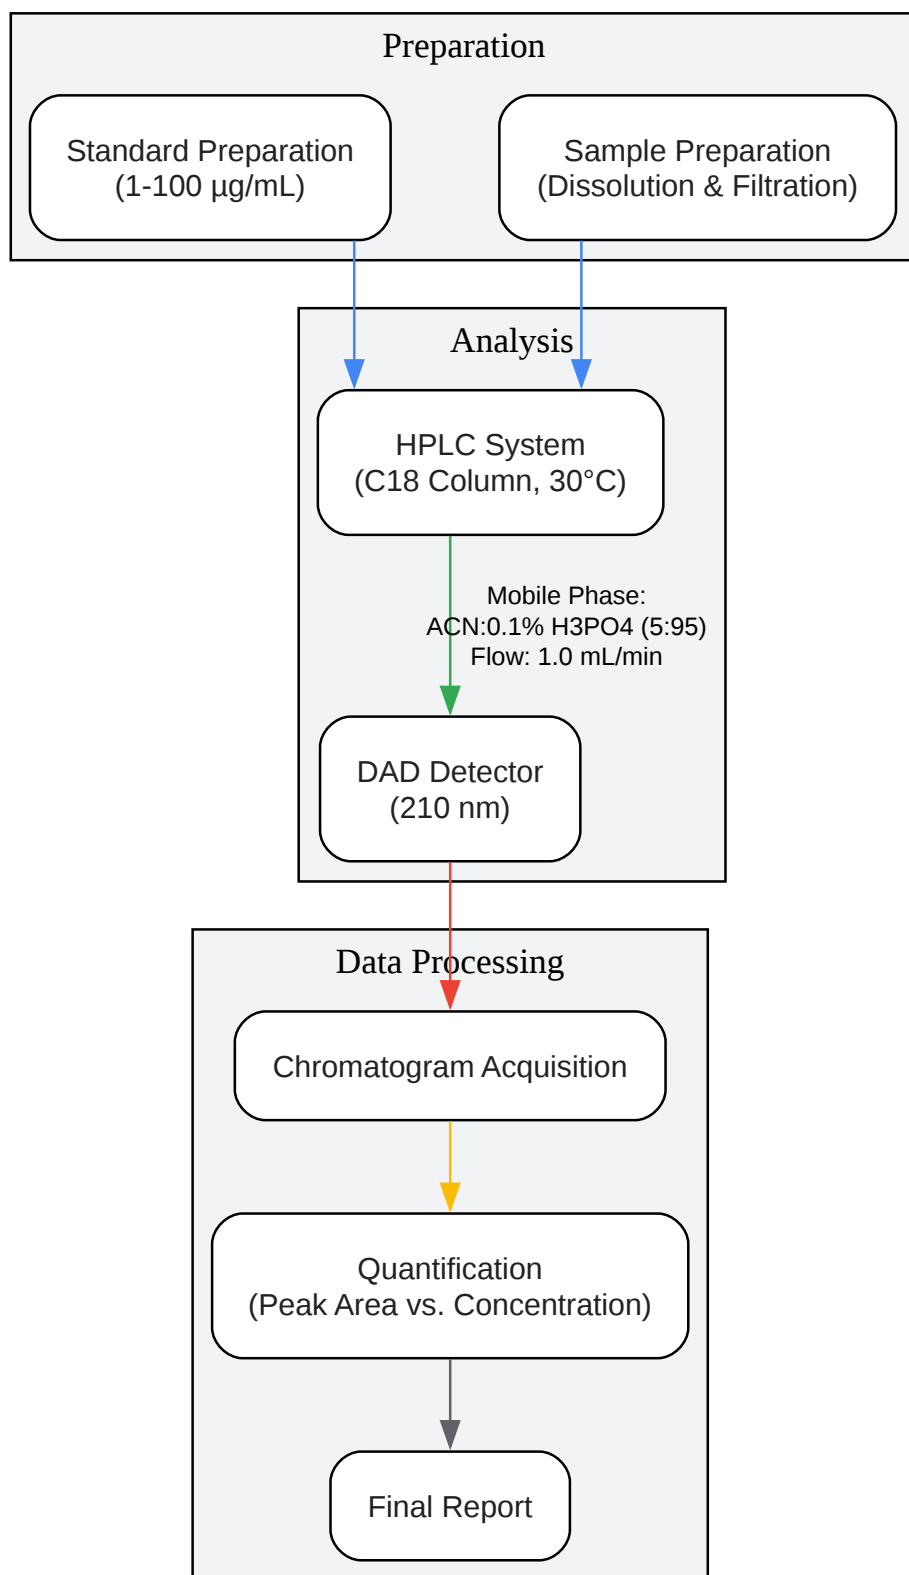 Preparation
Standard Preparation
(1-100 µg/mL)
Sample Preparation
(Dissolution & Filtration)
Analysis
HPLC System
(C18 Column, 30°C)
Mobile Phase:
ACN:0.1% H3PO4 (5:95)
Flow: 1.0 mL/min
DAD Detector
(210 nm)
Data Processing
Chromatogram Acquisition
Quantification
(Peak Area vs. Concentration)
Final Report